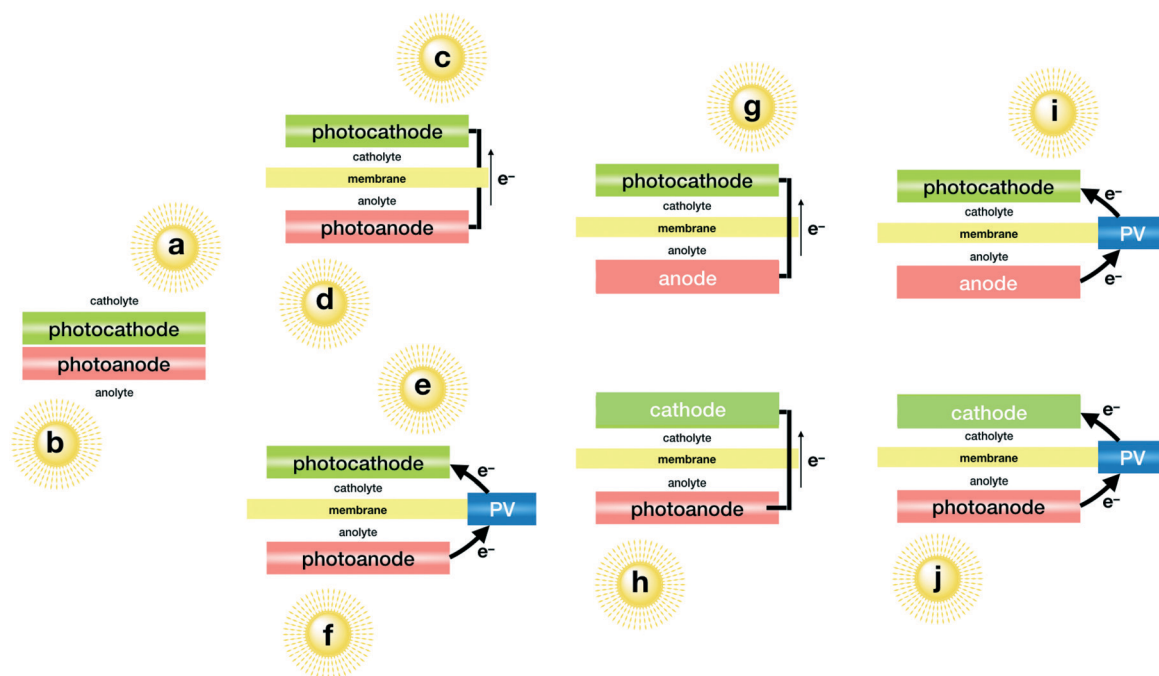 a
catholyte
photocathode
photoanode
anolyte
b
c
photocathode
catholyte
membrane
e⁻
anolyte
photoanode
d
e
photocathode
e⁻
catholyte
membrane
PV
anolyte
e⁻
photoanode
f
g
photocathode
catholyte
membrane
e⁻
anolyte
anode
cathode
catholyte
membrane
e⁻
anolyte
photoanode
h
i
photocathode
e⁻
catholyte
membrane
PV
anolyte
e⁻
anode
cathode
e⁻
catholyte
membrane
PV
anolyte
e⁻
photoanode
j